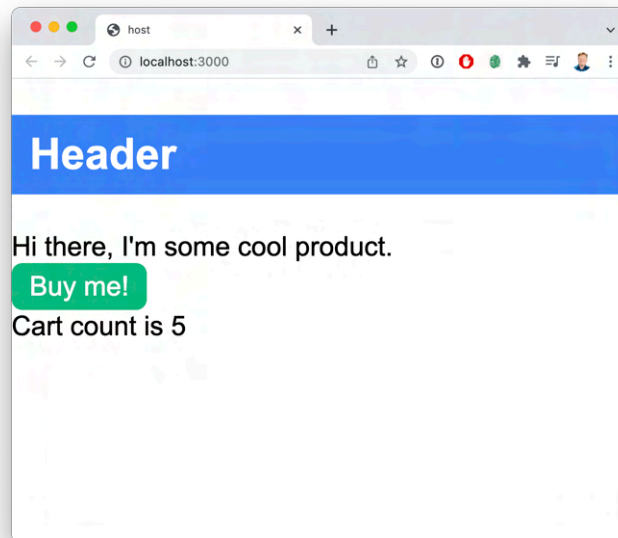 host
localhost:3000
Header
Hi there, I'm some cool product.
Buy me!
Cart count is 5